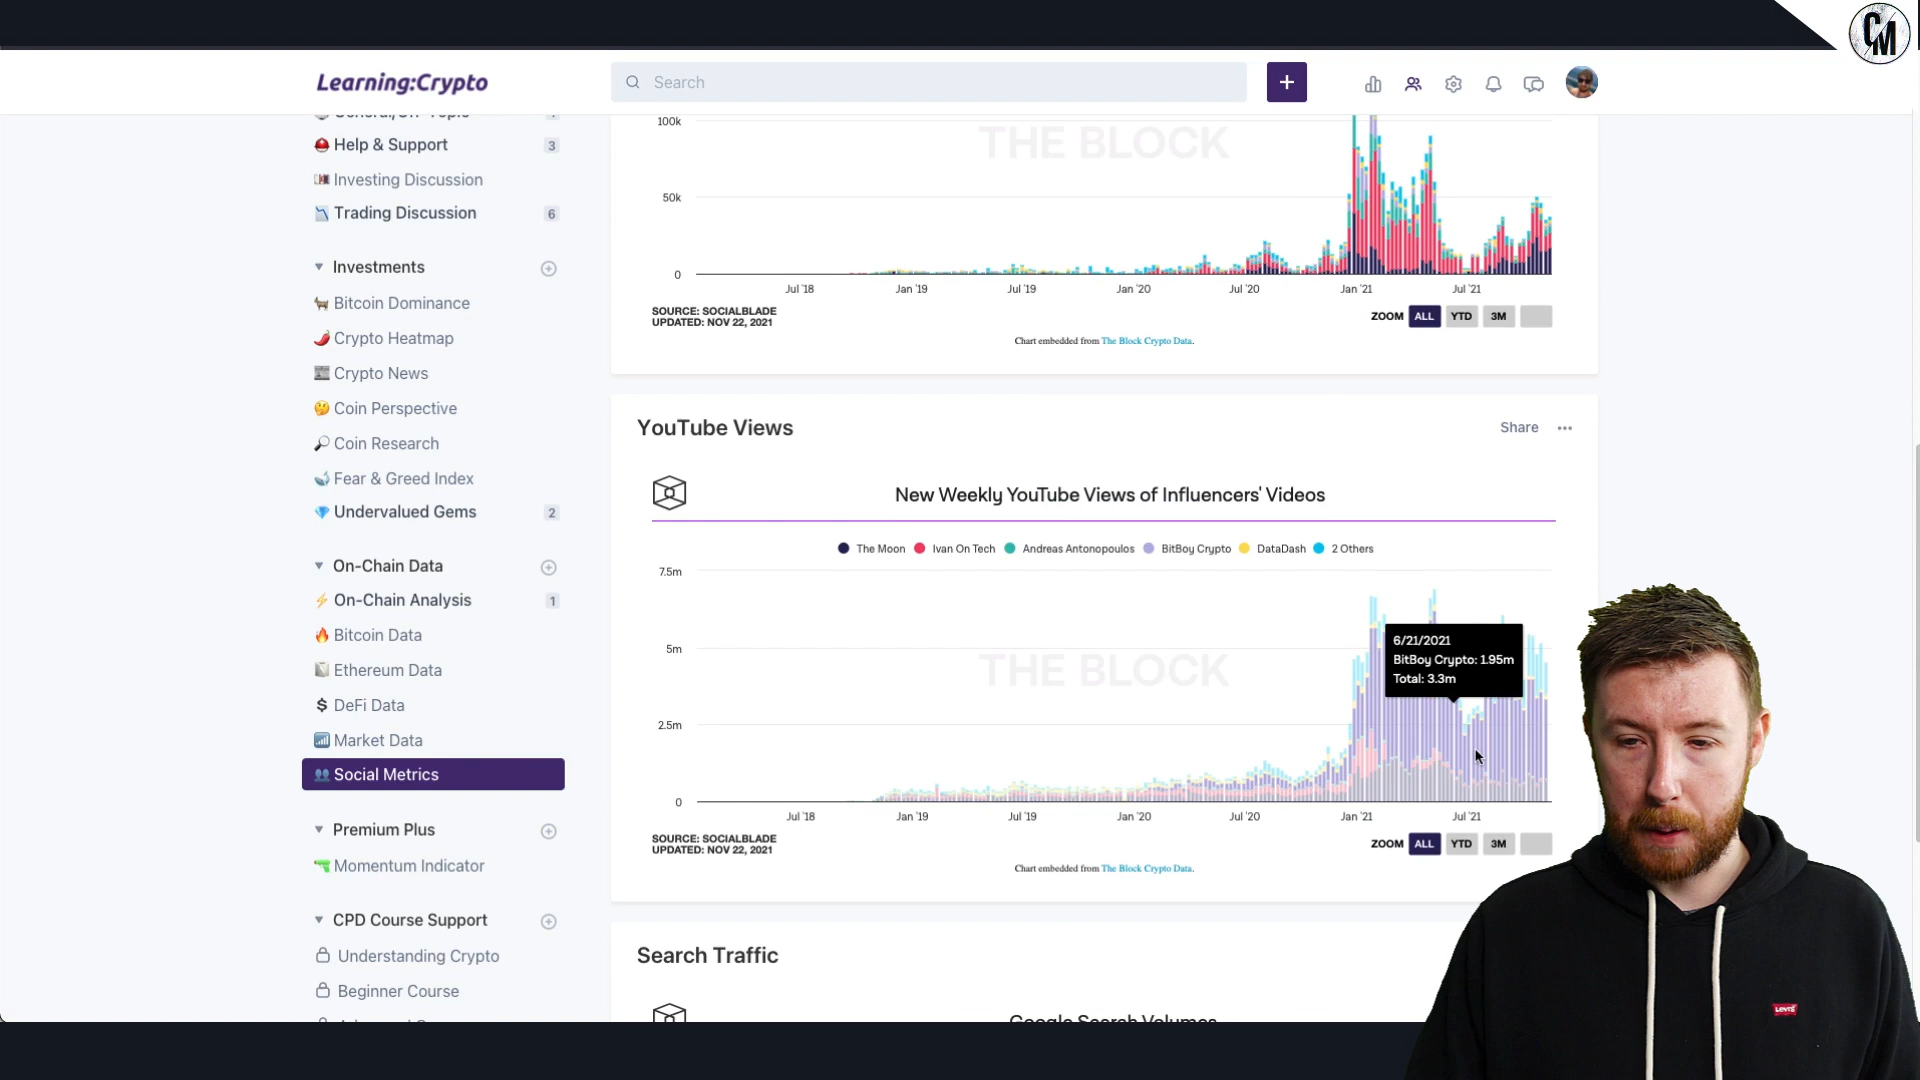 CM
Learning:Crypto
Search
General/Off-Topic
Help & Support
3
Investing Discussion
Trading Discussion
6
Investments
Bitcoin Dominance
Crypto Heatmap
Crypto News
Coin Perspective
Coin Research
Fear & Greed Index
Undervalued Gems
2
On-Chain Data
On-Chain Analysis
1
Bitcoin Data
Ethereum Data
DeFi Data
Market Data
Social Metrics
Premium Plus
Momentum Indicator
CPD Course Support
Understanding Crypto
Beginner Course
100k
THE BLOCK
50k
0
Jul '18
Jan '19
Jul '19
Jan '20
Jul '20
Jan '21
Jul '21
SOURCE: SOCIALBLADE
UPDATED: NOV 22, 2021
ZOOM ALL YTD 3M
Chart embedded from The Block Crypto Data.
YouTube Views
Share
New Weekly YouTube Views of Influencers' Videos
The Moon Ivan On Tech Andreas Antonopoulos BitBoy Crypto DataDash 2 Others
7.5m
5m
THE BLOCK
2.5m
0
6/21/2021
BitBoy Crypto: 1.95m
Total: 3.3m
Jul '18
Jan '19
Jul '19
Jan '20
Jul '20
Jan '21
Jul '21
SOURCE: SOCIALBLADE
UPDATED: NOV 22, 2021
ZOOM ALL YTD 3M
Chart embedded from The Block Crypto Data.
Search Traffic
Google Search Volumes
Levi's